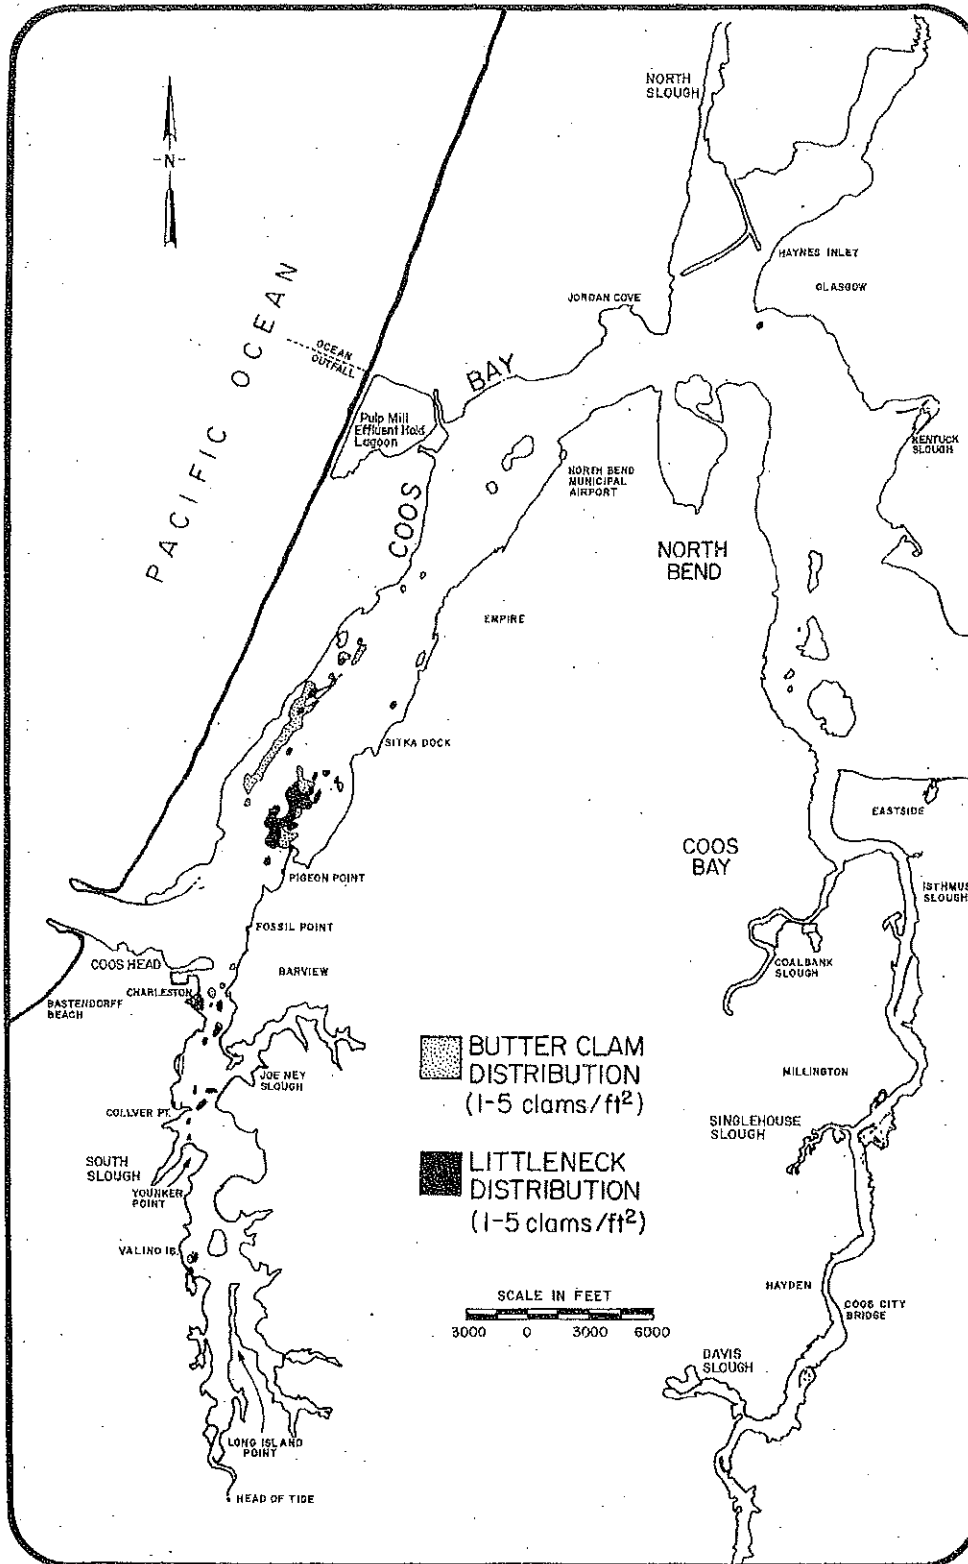 NORTH
SLOUGH
-N-
HAYNES INLET
GLASGOW
JORDAN COVE
PACIFIC OCEAN
OCEAN
OUTFALL
BAY
Pulp Mill
Effluent Hold
Lagoon
KENTUCK
SLOUGH
NORTH BEND
MUNICIPAL
AIRPORT
COOS
NORTH
BEND
EMPIRE
SITKA DOCK
EASTSIDE
COOS
BAY
PIGEON POINT
ISTHMUS
SLOUGH
FOSSIL POINT
COOS HEAD
BARVIEW
COALBANK
SLOUGH
CHARLESTON
BASTENDORFF
BEACH
BUTTER CLAM
DISTRIBUTION
(1-5 clams/ft²)
JOE NEY
SLOUGH
MILLINGTON
COLLVER PT.
SINGLEHOUSE
SLOUGH
SOUTH
SLOUGH
LITTLENECK
DISTRIBUTION
(1-5 clams/ft²)
YOUNKER
POINT
VALINO IS.
HAYDEN
COOS CITY
BRIDGE
SCALE IN FEET
3000 0 3000 6000
DAVIS
SLOUGH
LONG ISLAND
POINT
HEAD OF TIDE